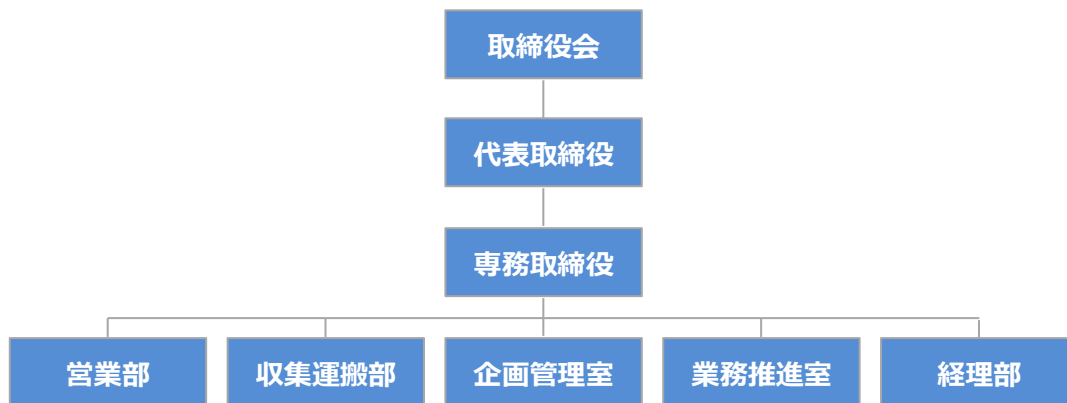 取締役会
代表取締役
専務取締役
営業部
収集運搬部
企画管理室
業務推進室
経理部